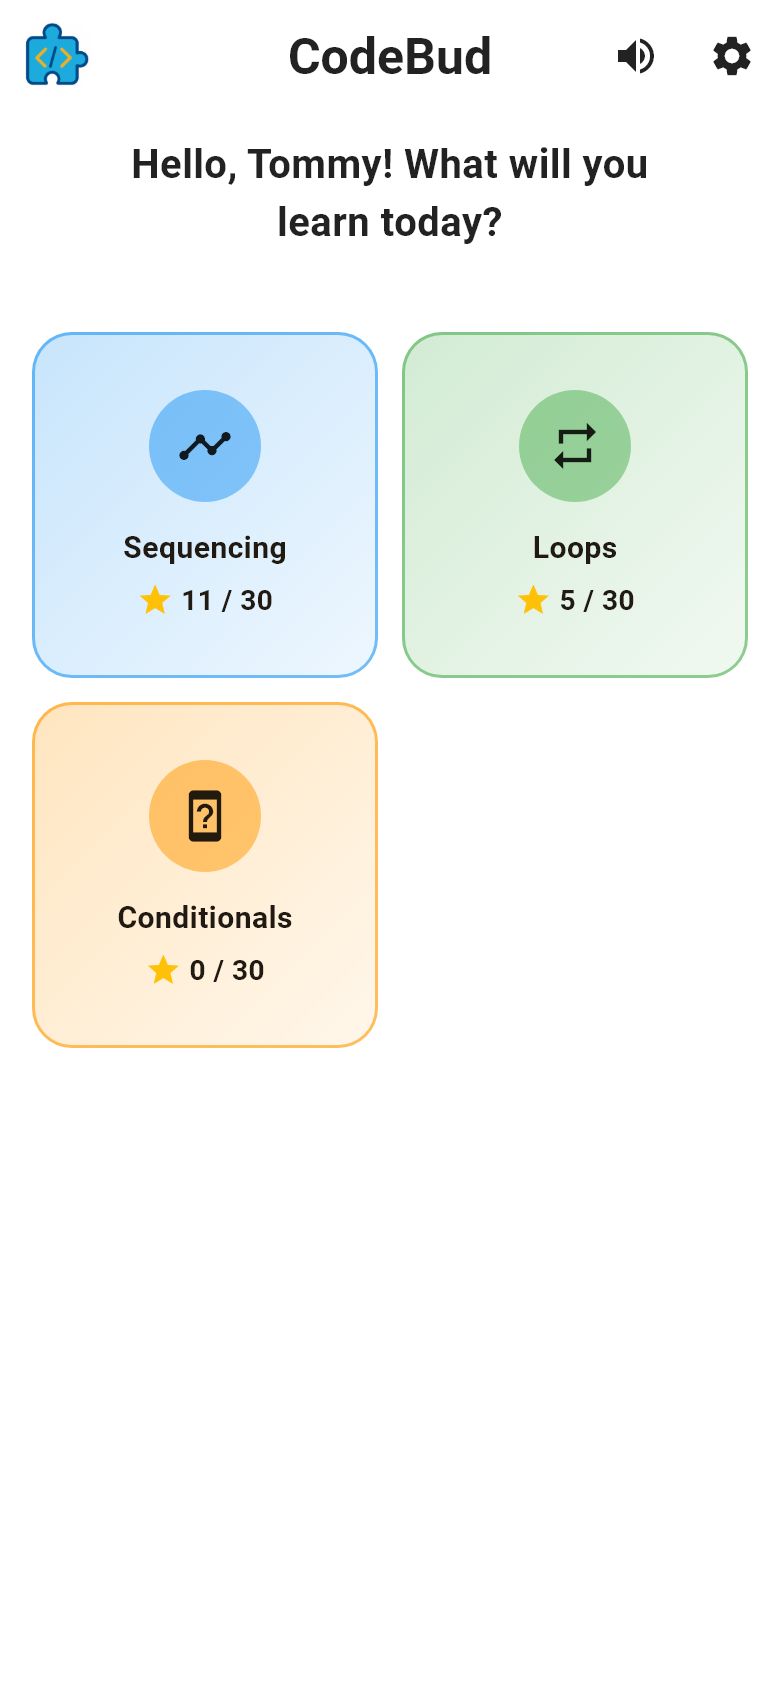 CodeBud
Hello, Tommy! What will you
learn today?
Sequencing
11 / 30
Loops
5 / 30
Conditionals
0 / 30